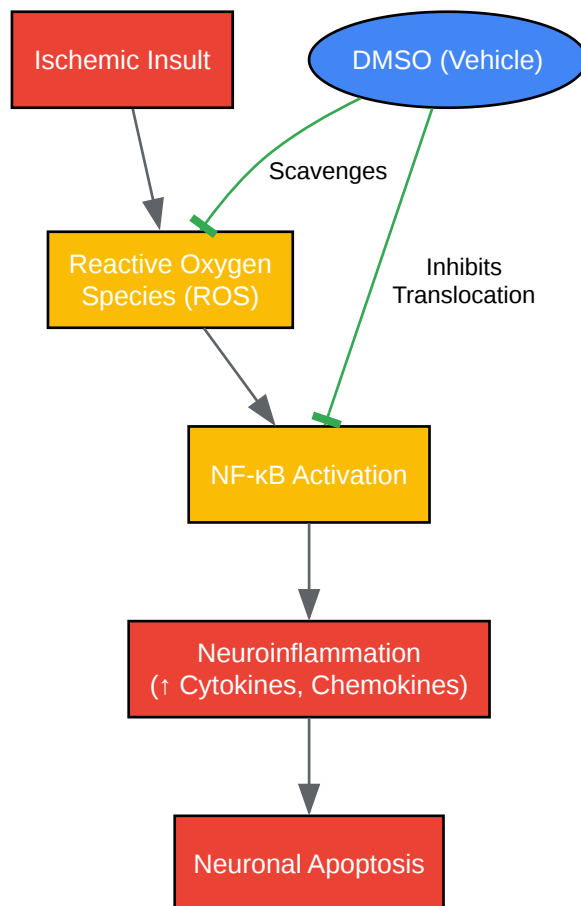 Ischemic Insult
DMSO (Vehicle)
Scavenges
Reactive Oxygen
Species (ROS)
Inhibits
Translocation
NF-κB Activation
Neuroinflammation
(↑ Cytokines, Chemokines)
Neuronal Apoptosis